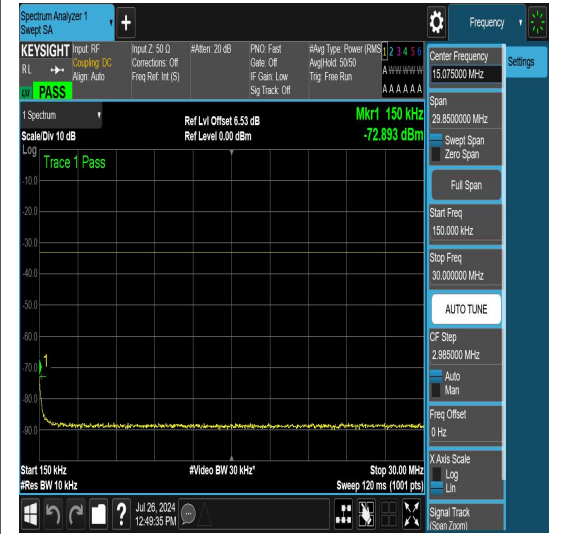 Spectrum Analyzer 1
Swept SA
+
Frequency
KEYSIGHT
RL
Input: RF
Coupling: DC
Align: Auto
Input Z: 50 Ω
Corrections: Off
Freq Ref: Int (S)
#Atten: 20 dB
PNO: Fast
Gate: Off
IF Gain: Low
Sig Track: Off
#Avg Type: Power (RMS
Avg|Hold: 50/50
Trig: Free Run
1 2 3 4 5 6
A W W W W W
A A A A A A
PASS
1 Spectrum
Scale/Div 10 dB
Ref Lvl Offset 6.53 dB
Ref Level 0.00 dBm
Mkr1 150 kHz
-72.893 dBm
Log
Trace 1 Pass
-10.0
-20.0
-30.0
-40.0
-50.0
-60.0
-70.0
-80.0
-90.0
1
Start 150 kHz
#Res BW 10 kHz
#Video BW 30 kHz*
Stop 30.00 MHz
Sweep 120 ms (1001 pts)
Jul 26, 2024
12:49:35 PM
?
Center Frequency
15.075000 MHz
Settings
Span
29.8500000 MHz
Swept Span
Zero Span
Full Span
Start Freq
150.000 kHz
Stop Freq
30.000000 MHz
AUTO TUNE
CF Step
2.985000 MHz
Auto
Man
Freq Offset
0 Hz
X Axis Scale
Log
Lin
Signal Track
(Span Zoom)